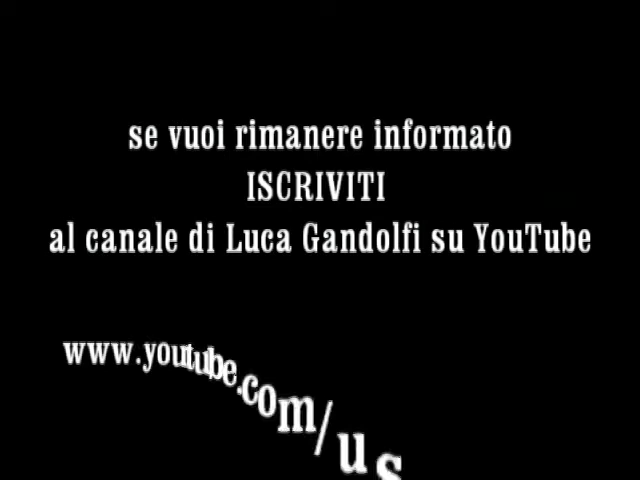 se vuoi rimanere informato
ISCRIVITI
al canale di Luca Gandolfi su YouTube
www.youtube.com/us